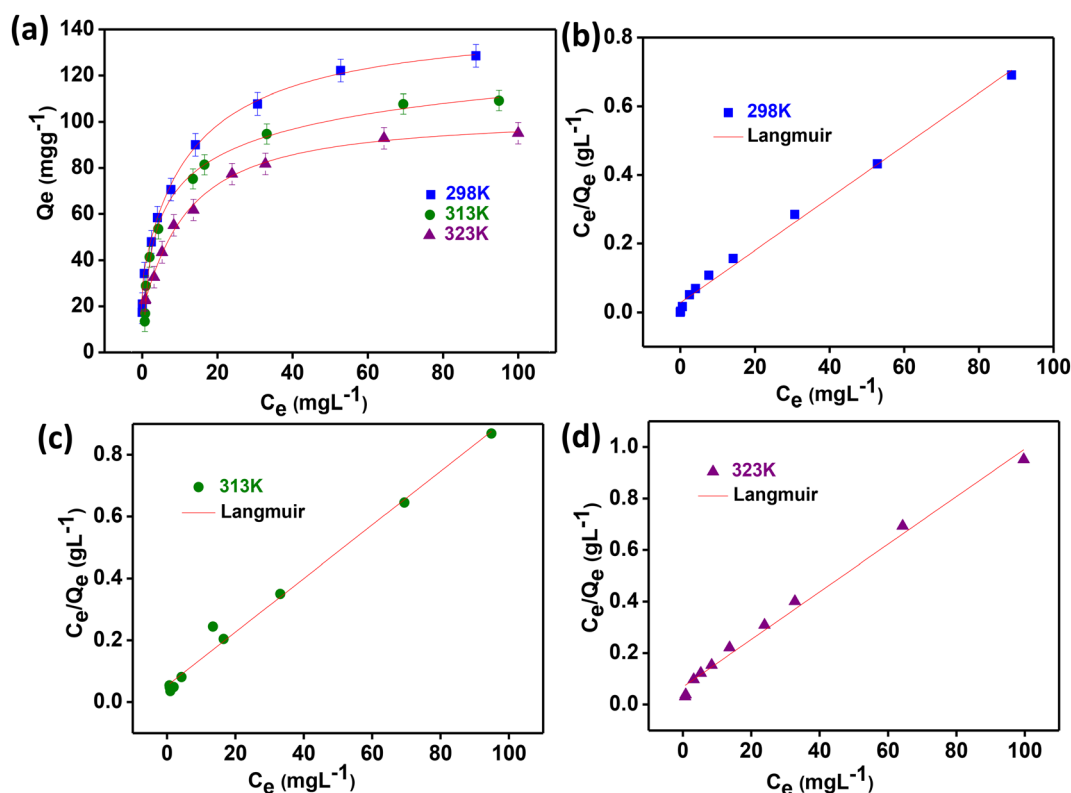 (a)
140
120
100
80
60
40
20
0
Qe (mgg-1)
298K
313K
323K
0 20 40 60 80 100
Ce (mgL-1)
(b)
0.8
0.6
0.4
0.2
0.0
Ce/Qe (gL-1)
298K
Langmuir
0 20 40 60 80 100
Ce (mgL-1)
(c)
0.8
0.6
0.4
0.2
0.0
Ce/Qe (gL-1)
313K
Langmuir
0 20 40 60 80 100
Ce (mgL-1)
(d)
1.0
0.8
0.6
0.4
0.2
0.0
Ce/Qe (gL-1)
323K
Langmuir
0 20 40 60 80 100
Ce (mgL-1)